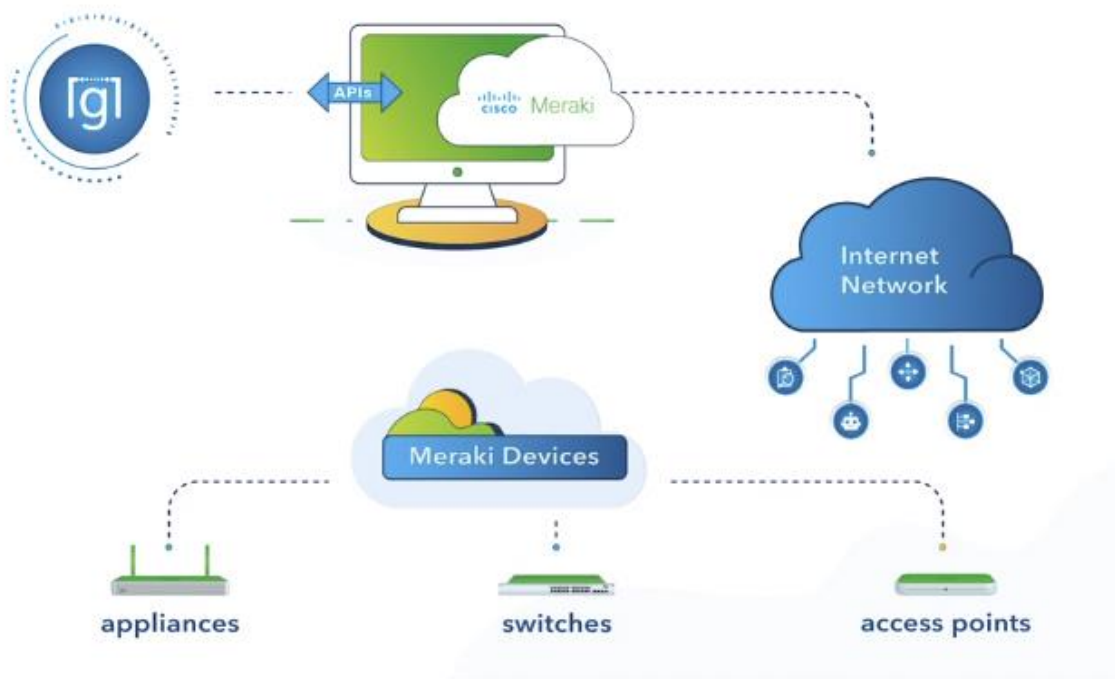 [g]
APIs
CISCO Meraki
Internet
Network
Meraki Devices
appliances
switches
access points